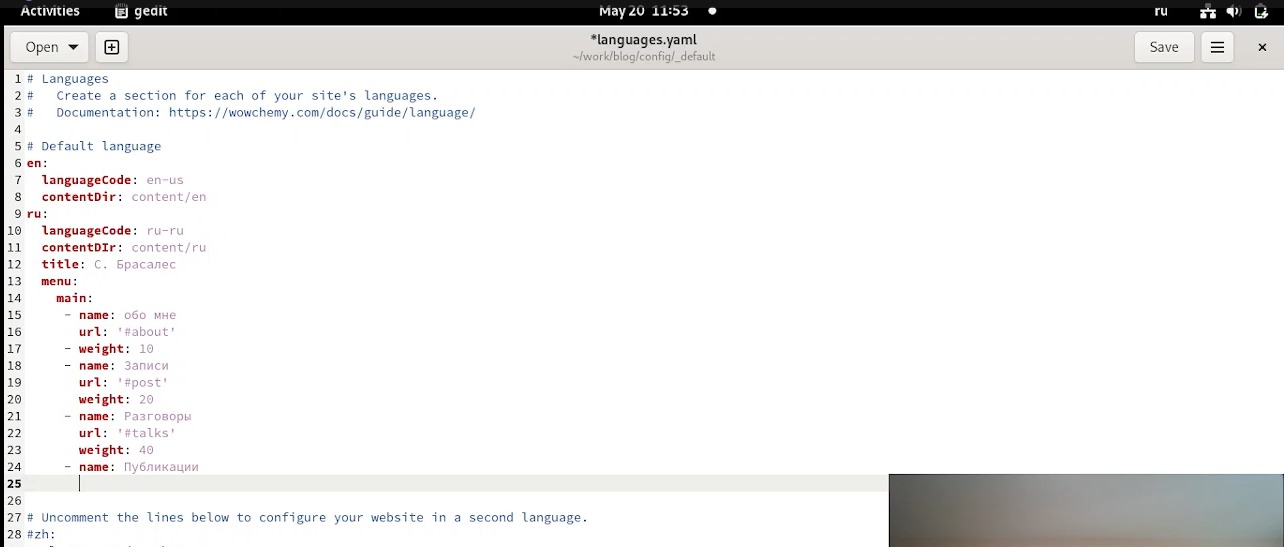 Activities gedit May 20 11:53 ru
Open *languages.yaml Save
~/work/blog/config/_default
1 # Languages
2 #   Create a section for each of your site's languages.
3 #   Documentation: https://wowchemy.com/docs/guide/language/
4
5 # Default language
6 en:
7   languageCode: en-us
8   contentDir: content/en
9 ru:
10   languageCode: ru-ru
11   contentDIr: content/ru
12   title: С. Брасалес
13   menu:
14     main:
15      - name: обо мне
16        url: '#about'
17      - weight: 10
18      - name: Записи
19        url: '#post'
20        weight: 20
21      - name: Разговоры
22        url: '#talks'
23        weight: 40
24      - name: Публикации
25
26
27 # Uncomment the lines below to configure your website in a second language.
28 #zh: